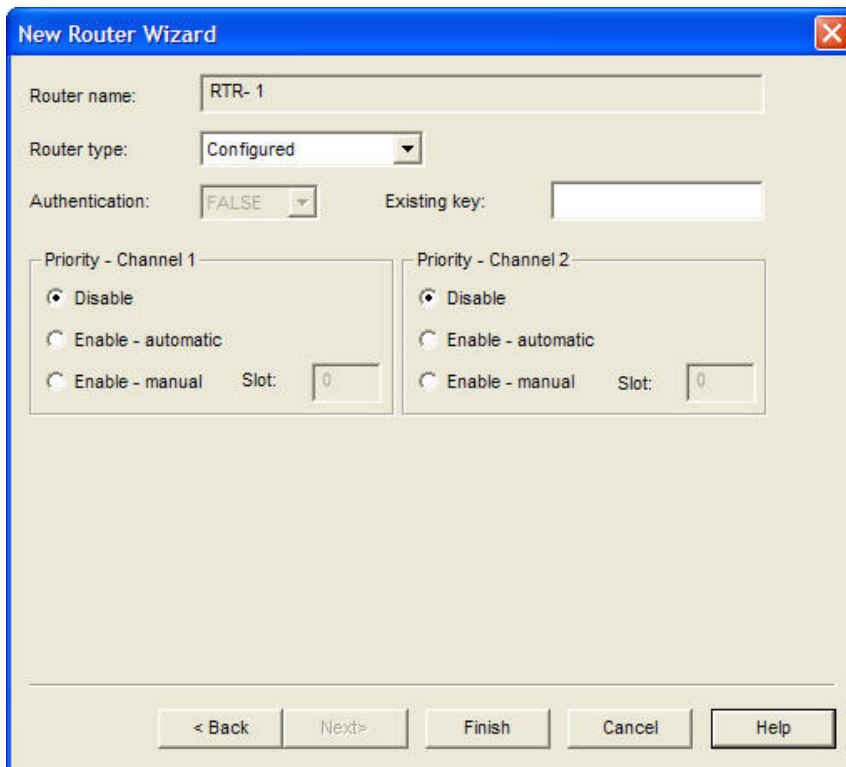 New Router Wizard
Router name: RTR- 1
Router type: Configured
Authentication: FALSE Existing key:
Priority - Channel 1 Priority - Channel 2
Disable Disable
Enable - automatic Enable - automatic
Enable - manual Slot: 0 Enable - manual Slot: 0
< Back Next> Finish Cancel Help